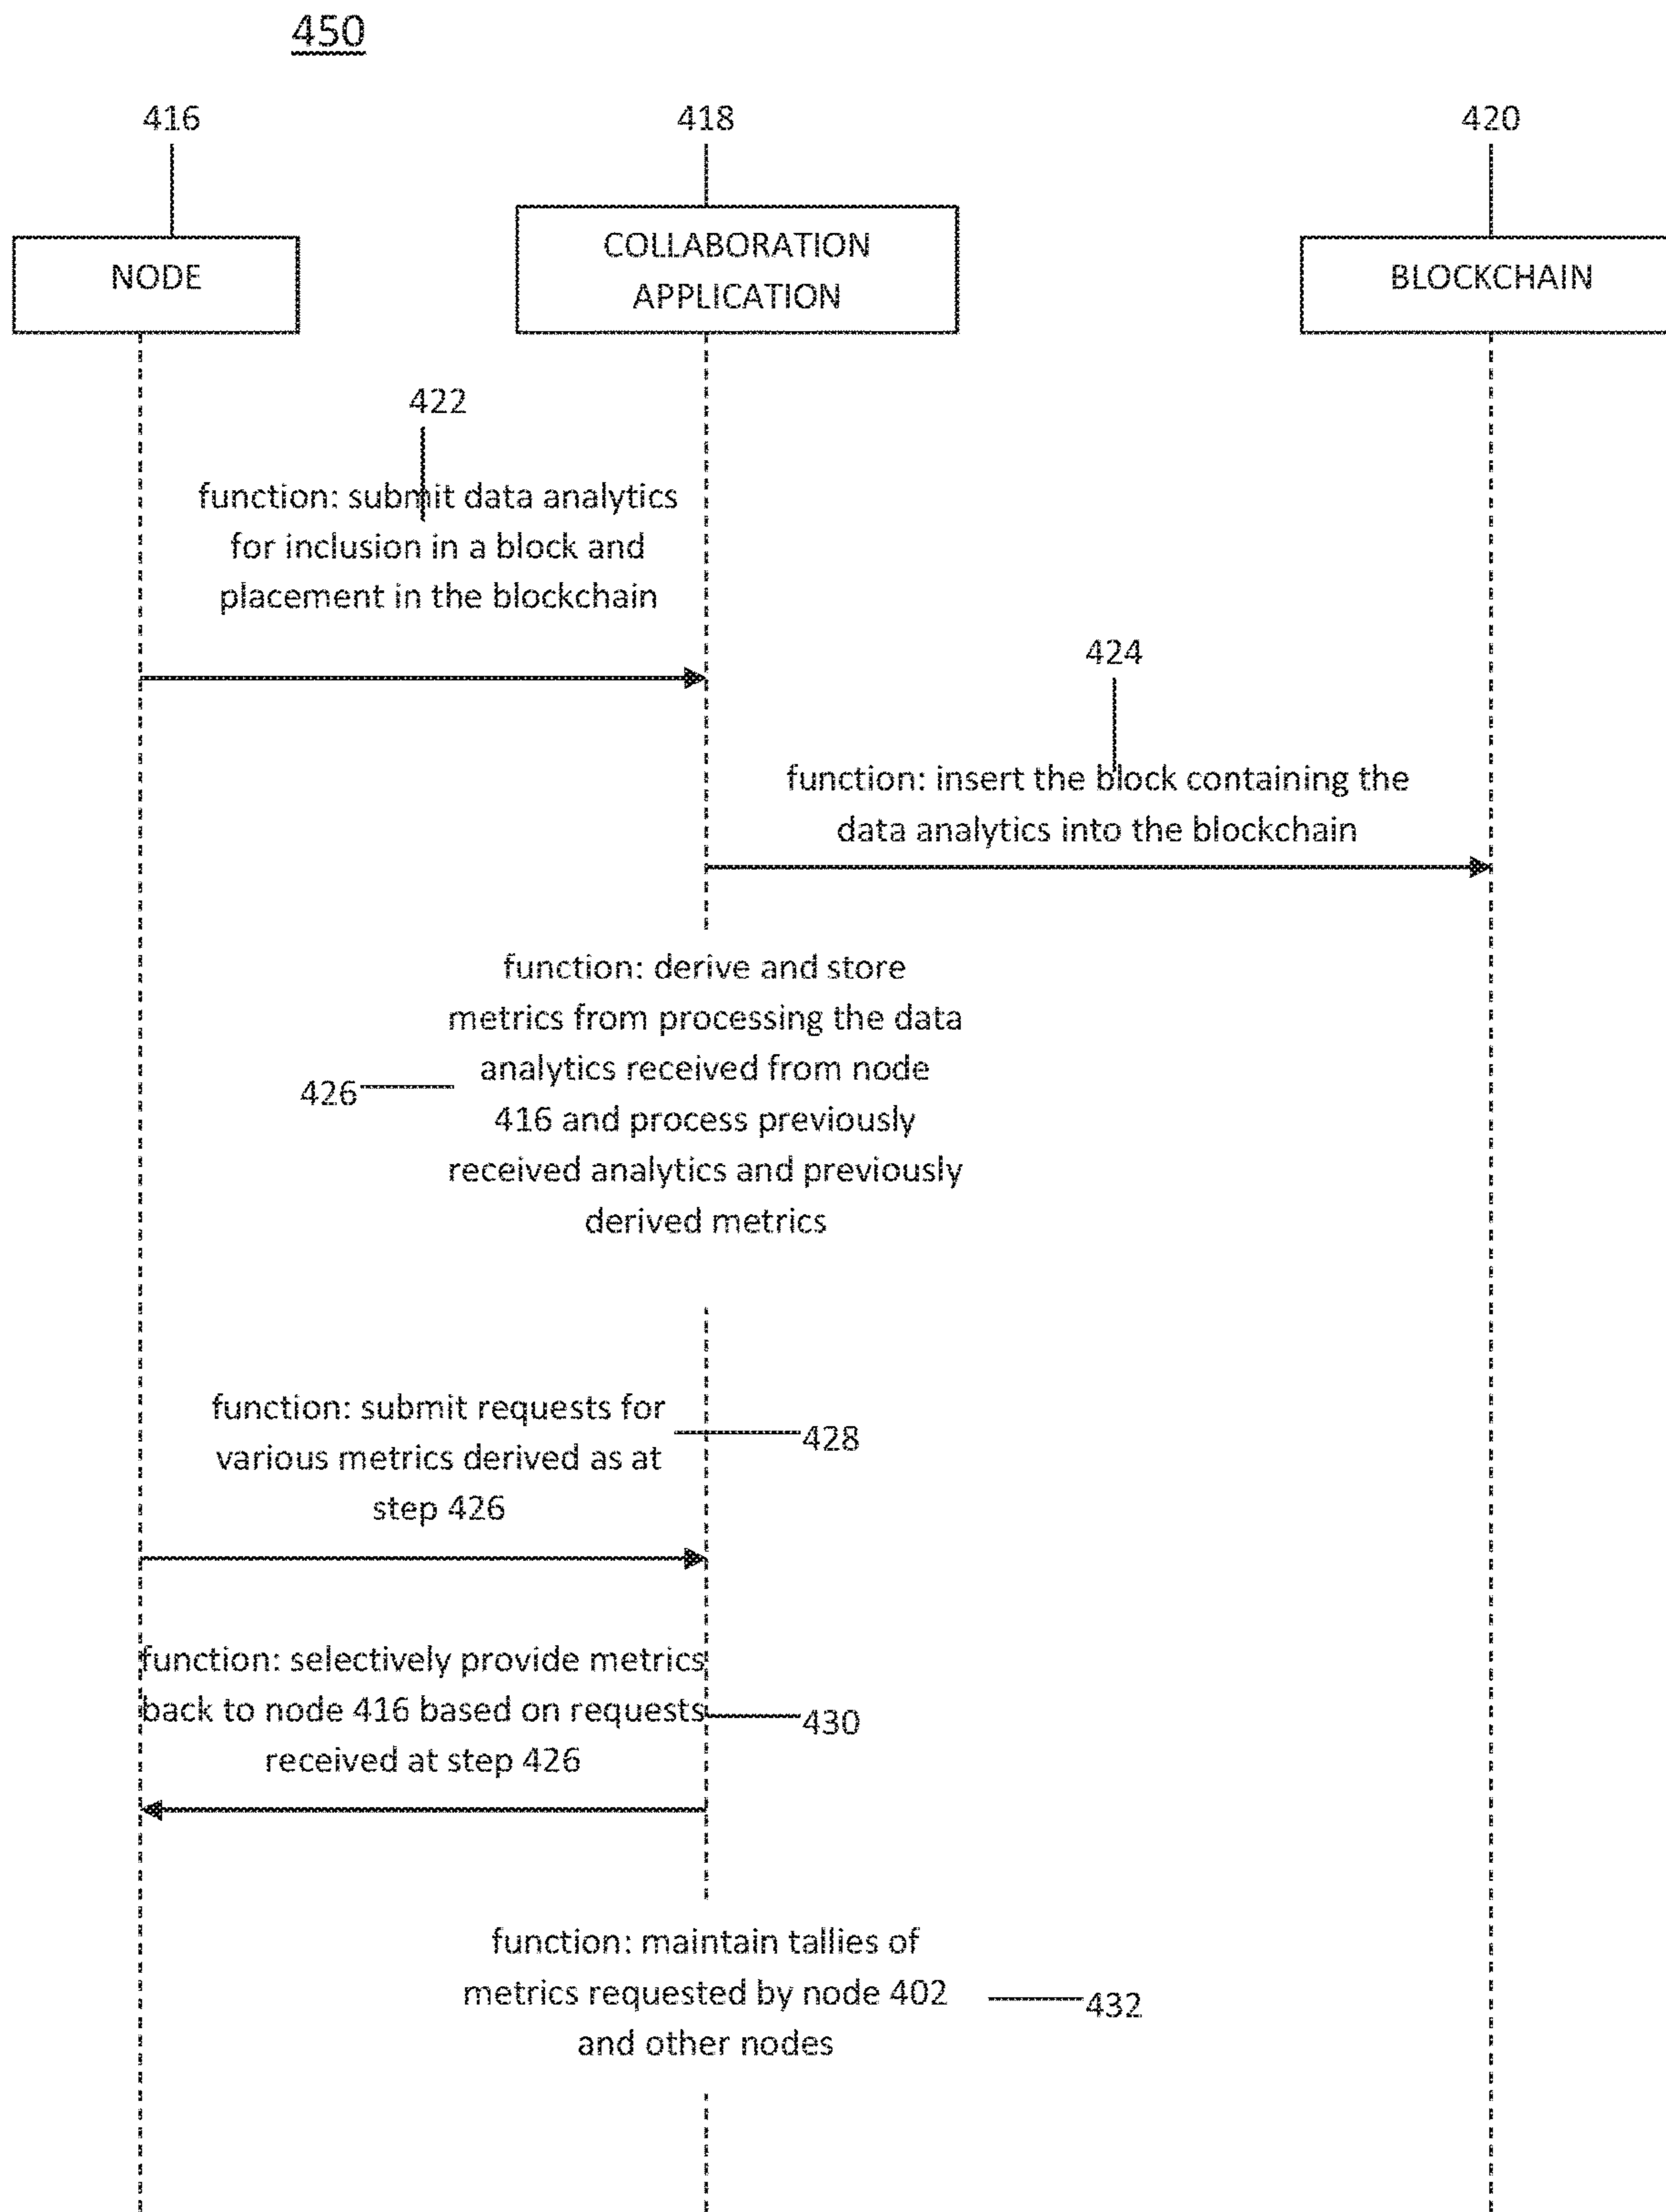 450
416
418
420
NODE
COLLABORATION
APPLICATION
BLOCKCHAIN
422
function: submit data analytics
for inclusion in a block and
placement in the blockchain
424
function: insert the block containing the
data analytics into the blockchain
function: derive and store
metrics from processing the data
analytics received from node
416 and process previously
received analytics and previously
derived metrics
426
function: submit requests for
various metrics derived as at
step 426
428
function: selectively provide metrics
back to node 416 based on requests
received at step 426
430
function: maintain tallies of
metrics requested by node 402
and other nodes
432